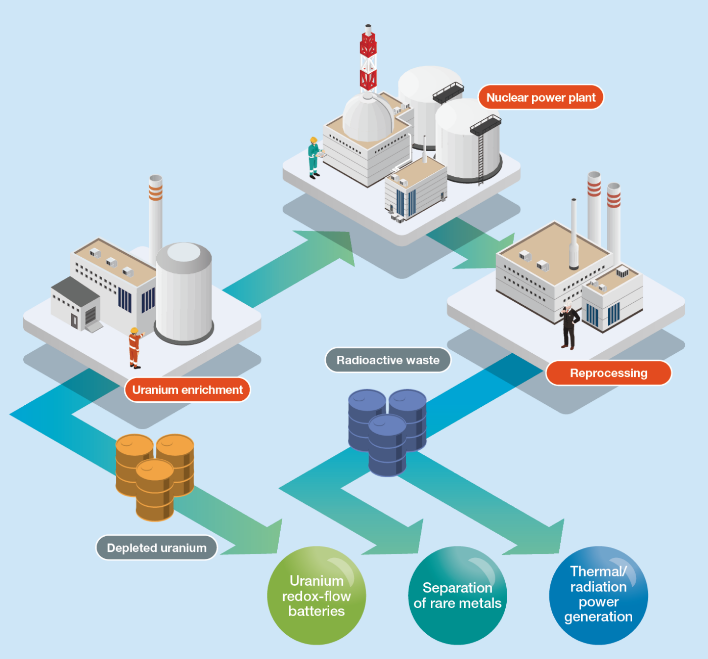 Nuclear power plant
Radioactive waste
Reprocessing
Uranium enrichment
Depleted uranium
Uranium
redox-flow
batteries
Separation
of rare metals
Thermal/
radiation
power
generation